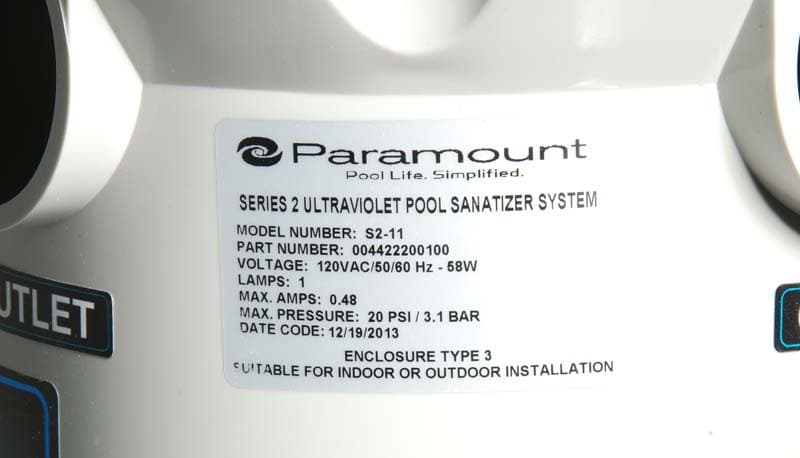 Paramount
Pool Life. Simplified.
SERIES 2 ULTRAVIOLET POOL SANATIZER SYSTEM
MODEL NUMBER: S2-11
PART NUMBER: 004422200100
VOLTAGE: 120VAC/50/60 Hz - 58W
LAMPS: 1
MAX. AMPS: 0.48
MAX. PRESSURE: 20 PSI / 3.1 BAR
DATE CODE: 12/19/2013
ENCLOSURE TYPE 3
SUITABLE FOR INDOOR OR OUTDOOR INSTALLATION
UTLET